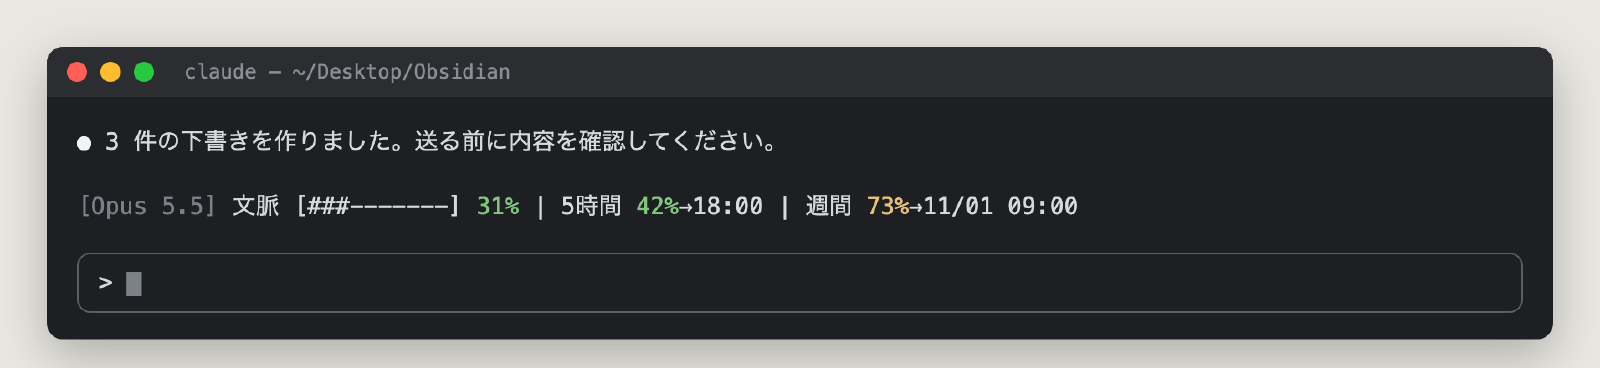 claude — ~/Desktop/Obsidian
● 3 件の下書きを作りました。送る前に内容を確認してください。
[Opus 5.5] 文脈 [###-------] 31% | 5時間 42%→18:00 | 週間 73%→11/01 09:00
>